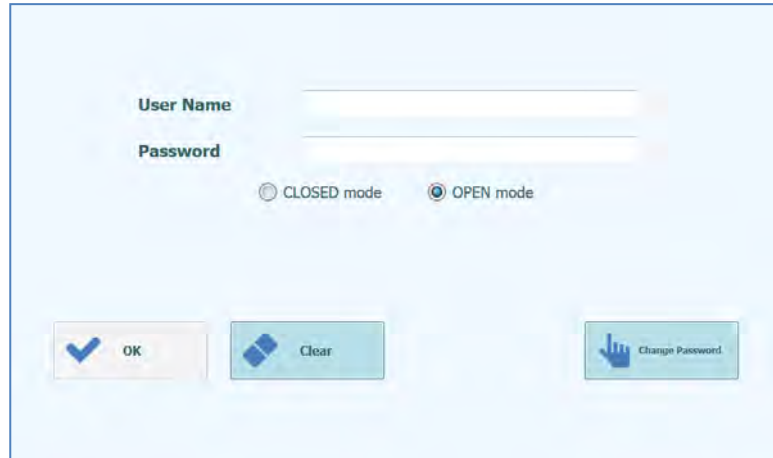 User Name
Password
CLOSED mode OPEN mode
OK Clear Change Password